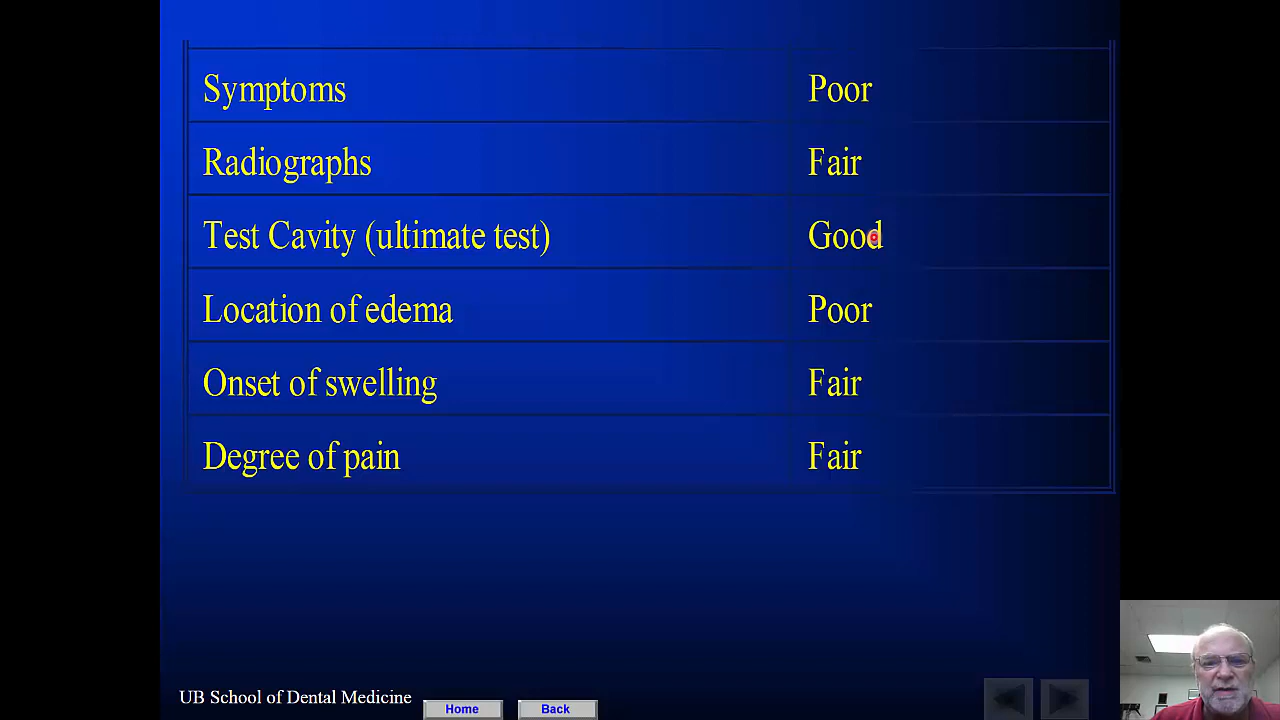 Symptoms Poor
Radiographs Fair
Test Cavity (ultimate test) Good
Location of edema Poor
Onset of swelling Fair
Degree of pain Fair
UB School of Dental Medicine
Home Back